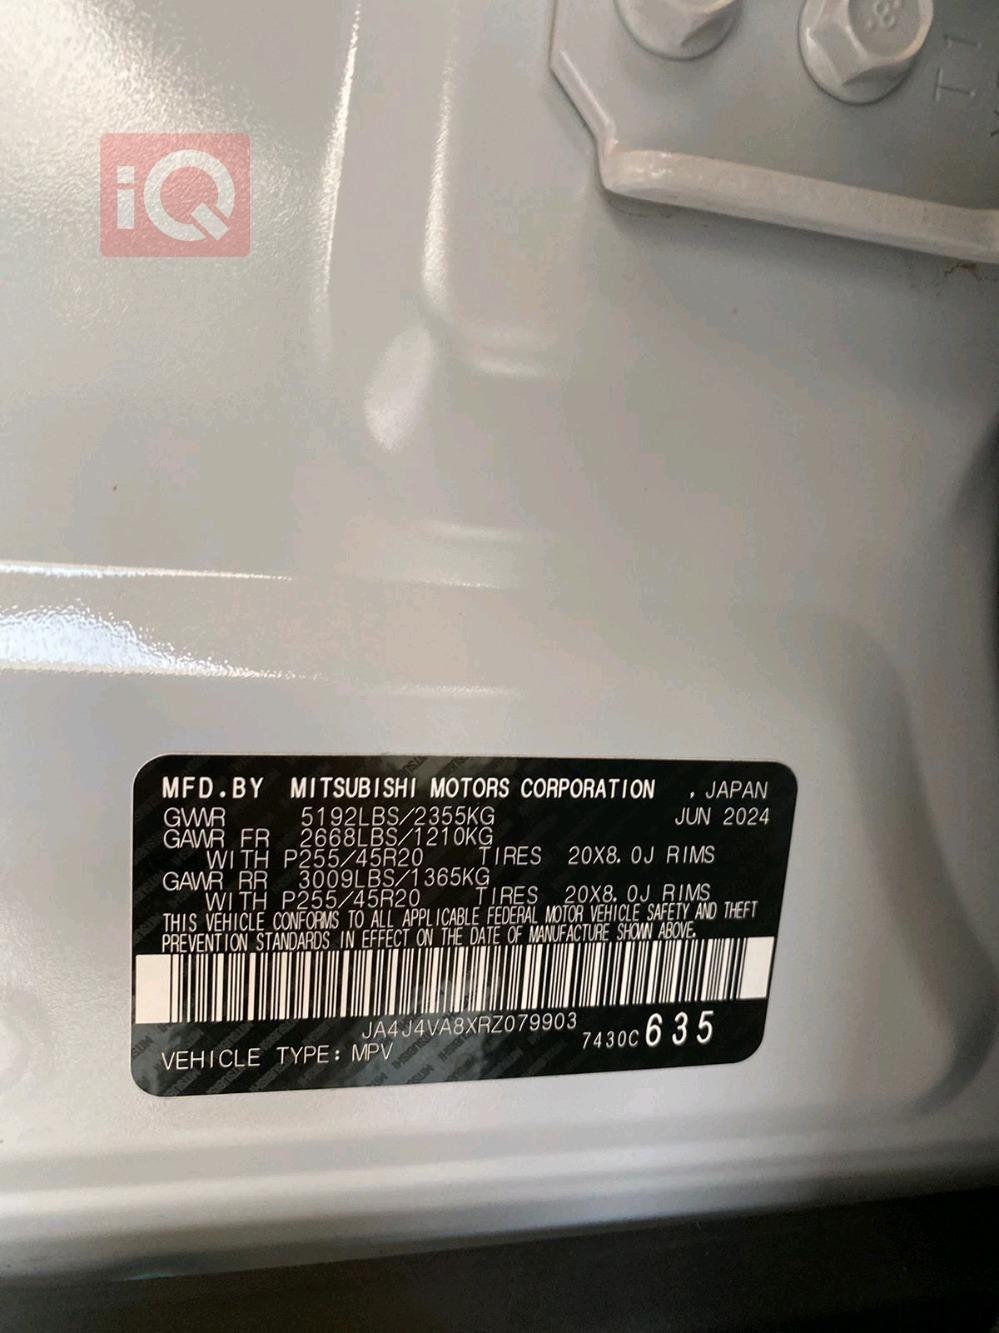 iQ
8
T1
MFD.BY MITSUBISHI MOTORS CORPORATION , JAPAN
GVWR 5192LBS/2355KG JUN 2024
GAWR FR 2668LBS/1210KG
WITH P255/45R20 TIRES 20X8.0J RIMS
GAWR RR 3009LBS/1365KG
WITH P255/45R20 TIRES 20X8.0J RIMS
THIS VEHICLE CONFORMS TO ALL APPLICABLE FEDERAL MOTOR VEHICLE SAFETY AND THEFT
PREVENTION STANDARDS IN EFFECT ON THE DATE OF MANUFACTURE SHOWN ABOVE.
JA4J4VA8XRZ079903
7430C 635
VEHICLE TYPE: MPV